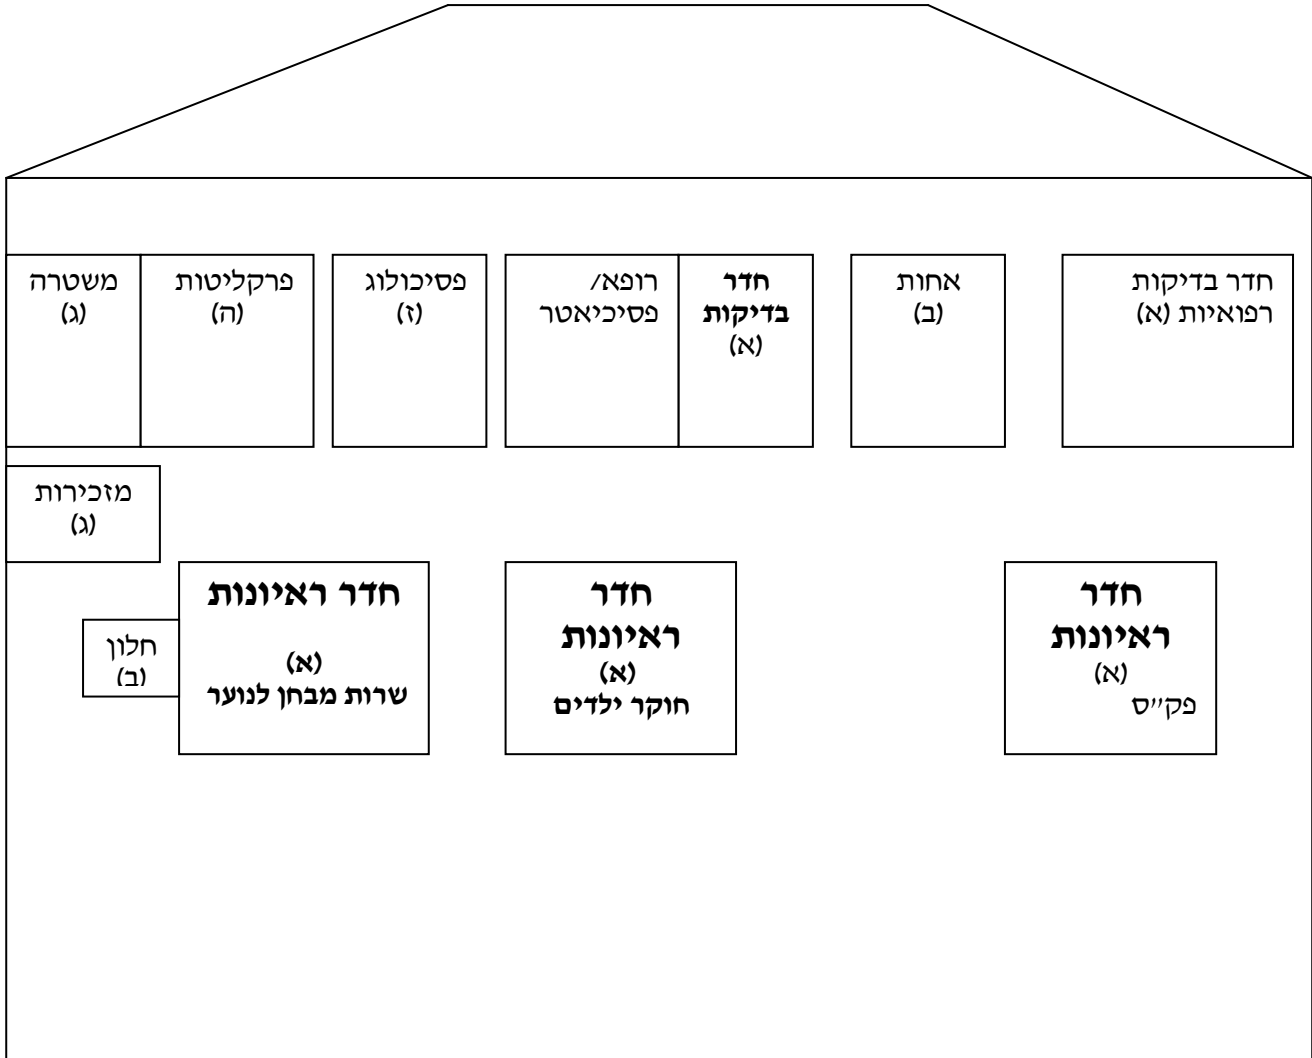 חדר בדיקות
רפואיות (א)
אחות
(ב)
חדר
בדיקות
(א)
רופא/
פסיכיאטר
פסיכולוג
(ז)
פרקליטות
(ה)
משטרה
(ג)
מזכירות
(ג)
חדר
ראיונות
(א)
פק״ס
חדר
ראיונות
(א)
חוקר ילדים
חדר ראיונות
(א)
שרות מבחן לנוער
חלון
(ב)